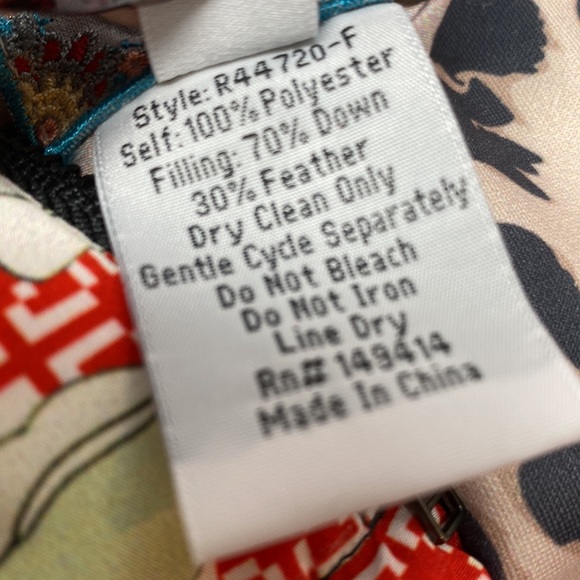 Style: R44720-F
Self: 100% Polyester
Filling: 70% Down
30% Feather
Dry Clean Only
Gentle Cycle Separately
Do Not Bleach
Do Not Iron
Line Dry
Rn# 149414
Made In China